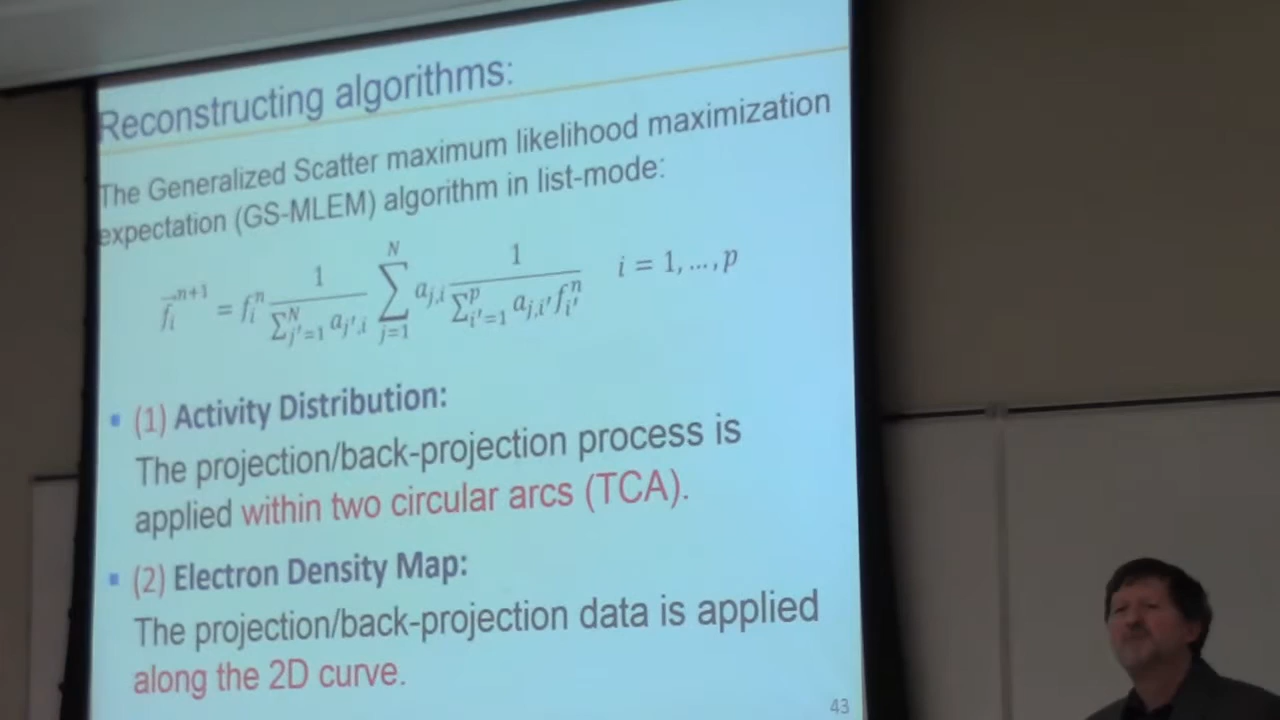 Reconstructing algorithms:
The Generalized Scatter maximum likelihood maximization
expectation (GS-MLEM) algorithm in list-mode:
$\vec{f}_i^{n+1} = f_i^n \frac{1}{\sum_{j'=1}^{N} a_{j',i}} \sum_{j=1}^{N} a_{j,i} \frac{1}{\sum_{i'=1}^{p} a_{j,i'} f_{i'}^n} \quad i = 1, \ldots, p$
▪ (1) Activity Distribution:
The projection/back-projection process is
applied within two circular arcs (TCA).
▪ (2) Electron Density Map:
The projection/back-projection data is applied
along the 2D curve.
43